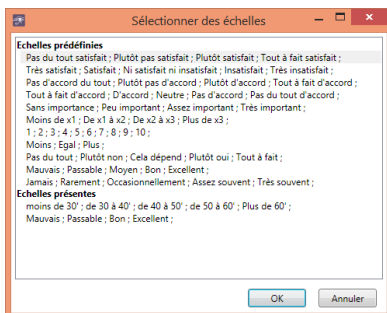 Sélectionner des échelles
Echelles prédéfinies
Pas du tout satisfait ; Plutôt pas satisfait ; Plutôt satisfait ; Tout à fait satisfait ;
Très satisfait ; Satisfait ; Ni satisfait ni insatisfait ; Insatisfait ; Très insatisfait ;
Pas d'accord du tout ; Plutôt pas d'accord ; Plutôt d'accord ; Tout à fait d'accord ;
Tout à fait d'accord ; D'accord ; Neutre ; Pas d'accord ; Pas du tout d'accord ;
Sans importance ; Peu important ; Assez important ; Très important ;
Moins de x1 ; De x1 à x2 ; De x2 à x3 ; Plus de x3 ;
1 ; 2 ; 3 ; 4 ; 5 ; 6 ; 7 ; 8 ; 9 ; 10 ;
Moins ; Egal ; Plus ;
Pas du tout ; Plutôt non ; Cela dépend ; Plutôt oui ; Tout à fait ;
Mauvais ; Passable ; Moyen ; Bon ; Excellent ;
Jamais ; Rarement ; Occasionnellement ; Assez souvent ; Très souvent ;
Echelles présentes
moins de 30' ; de 30 à 40' ; de 40 à 50' ; de 50 à 60' ; Plus de 60' ;
Mauvais ; Passable ; Bon ; Excellent ;
OK
Annuler